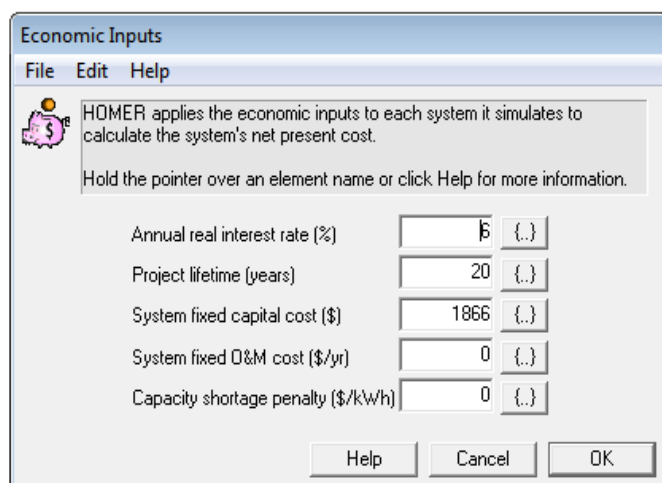 Economic Inputs
File Edit Help
HOMER applies the economic inputs to each system it simulates to
calculate the system's net present cost.
Hold the pointer over an element name or click Help for more information.
Annual real interest rate (%) 6 {..}
Project lifetime (years) 20 {..}
System fixed capital cost ($) 1866 {..}
System fixed O&M cost ($/yr) 0 {..}
Capacity shortage penalty ($/kWh) 0 {..}
Help Cancel OK